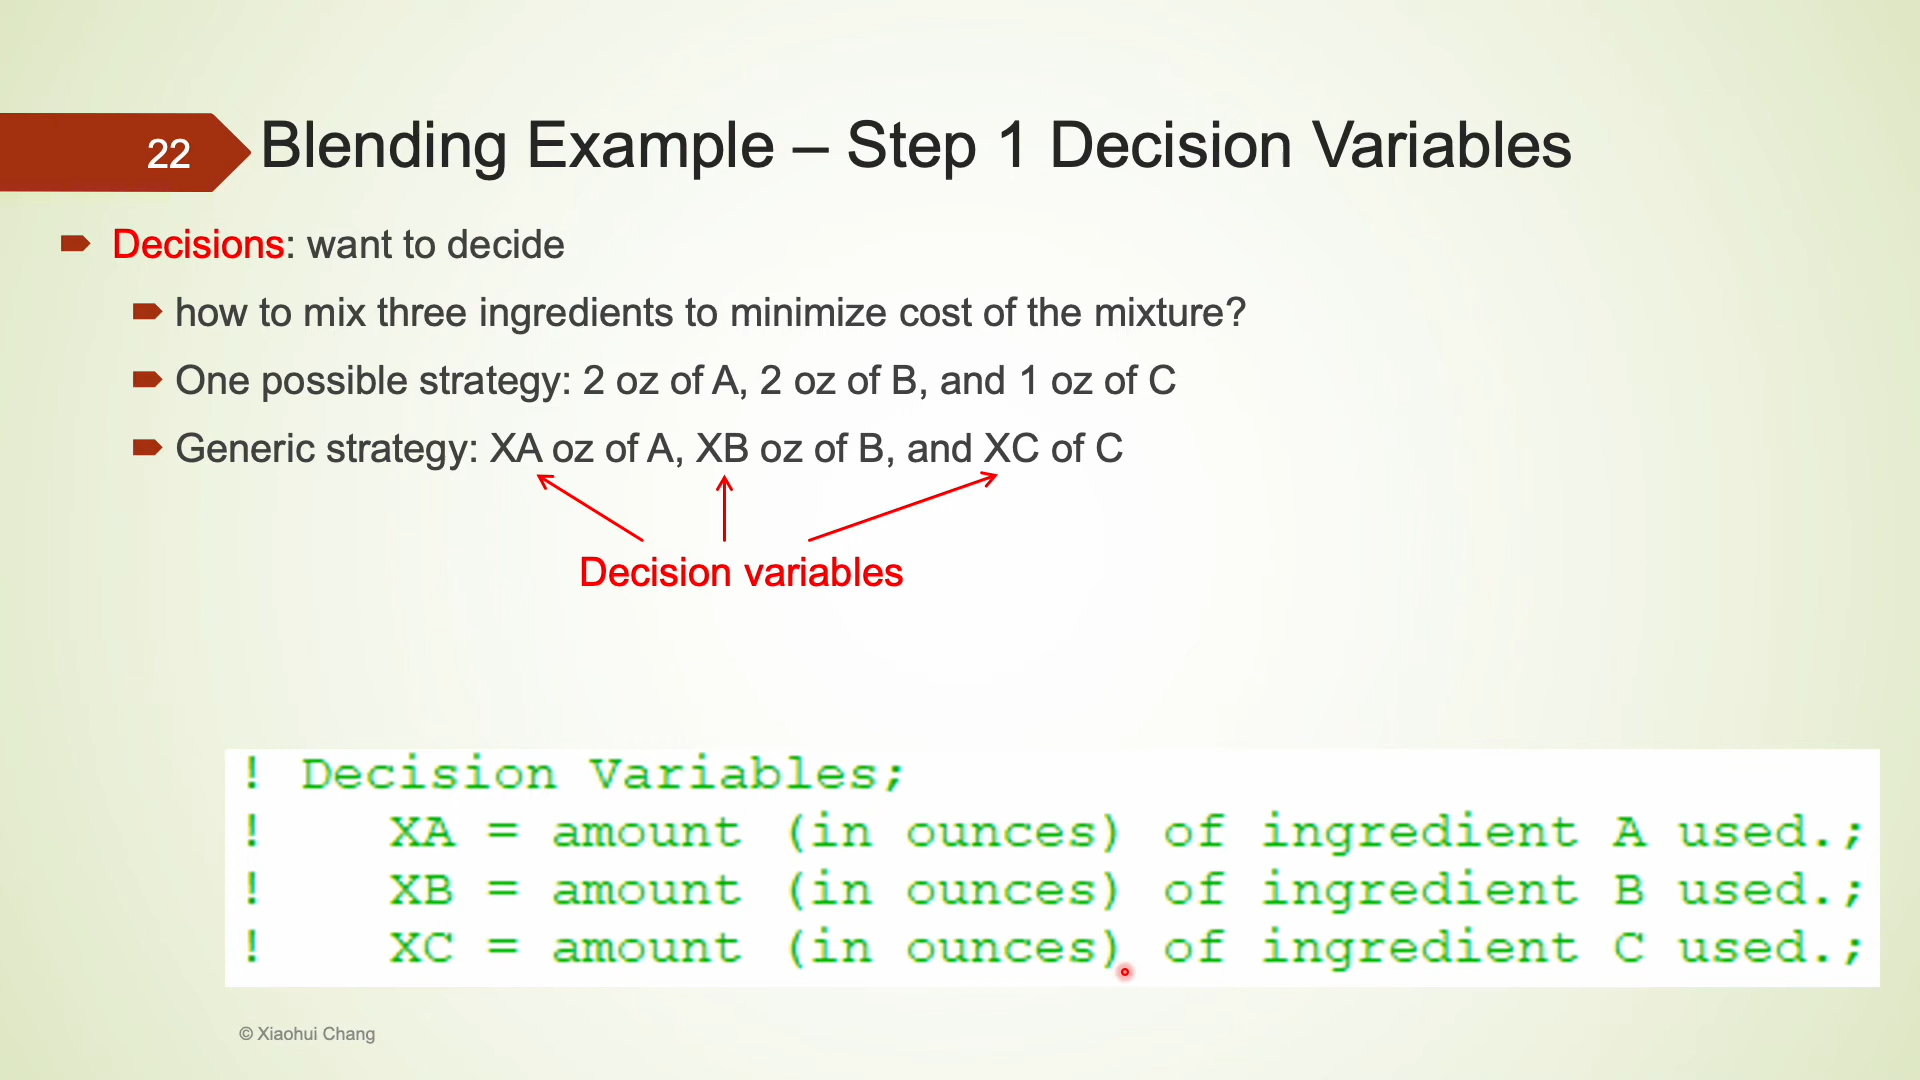 22
Blending Example – Step 1 Decision Variables
Decisions: want to decide
how to mix three ingredients to minimize cost of the mixture?
One possible strategy: 2 oz of A, 2 oz of B, and 1 oz of C
Generic strategy: XA oz of A, XB oz of B, and XC of C
Decision variables
! Decision Variables;
! XA = amount (in ounces) of ingredient A used.;
! XB = amount (in ounces) of ingredient B used.;
! XC = amount (in ounces) of ingredient C used.;
© Xiaohui Chang